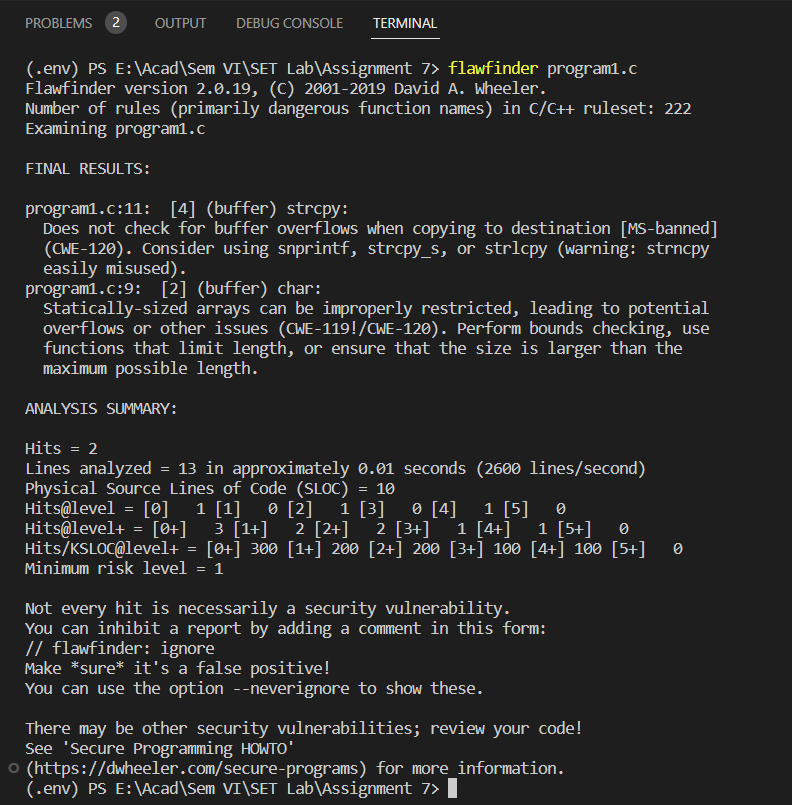 PROBLEMS 2 OUTPUT DEBUG CONSOLE TERMINAL
(.env) PS E:\Acad\Sem VI\SET Lab\Assignment 7> flawfinder program1.c
Flawfinder version 2.0.19, (C) 2001-2019 David A. Wheeler.
Number of rules (primarily dangerous function names) in C/C++ ruleset: 222
Examining program1.c
FINAL RESULTS:
program1.c:11:  [4] (buffer) strcpy:
  Does not check for buffer overflows when copying to destination [MS-banned]
  (CWE-120). Consider using snprintf, strcpy_s, or strlcpy (warning: strncpy
  easily misused).
program1.c:9:  [2] (buffer) char:
  Statically-sized arrays can be improperly restricted, leading to potential
  overflows or other issues (CWE-119!/CWE-120). Perform bounds checking, use
  functions that limit length, or ensure that the size is larger than the
  maximum possible length.
ANALYSIS SUMMARY:
Hits = 2
Lines analyzed = 13 in approximately 0.01 seconds (2600 lines/second)
Physical Source Lines of Code (SLOC) = 10
Hits@level = [0]   1 [1]   0 [2]   1 [3]   0 [4]   1 [5]   0
Hits@level+ = [0+]   3 [1+]   2 [2+]   2 [3+]   1 [4+]   1 [5+]   0
Hits/KSLOC@level+ = [0+] 300 [1+] 200 [2+] 200 [3+] 100 [4+] 100 [5+]   0
Minimum risk level = 1
Not every hit is necessarily a security vulnerability.
You can inhibit a report by adding a comment in this form:
// flawfinder: ignore
Make *sure* it's a false positive!
You can use the option --neverignore to show these.
There may be other security vulnerabilities; review your code!
See 'Secure Programming HOWTO'
(https://dwheeler.com/secure-programs) for more information.
(.env) PS E:\Acad\Sem VI\SET Lab\Assignment 7>